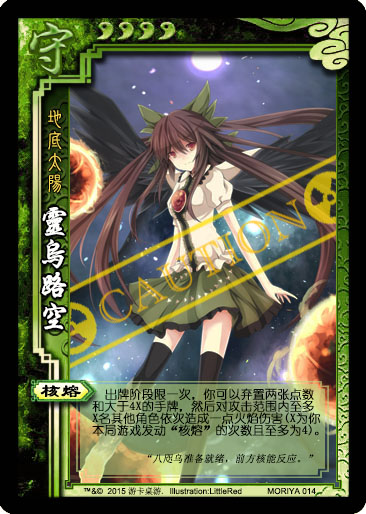 守
地底太陽
靈烏路空
CAUTION
核熔
出牌阶段限一次，你可以弃置两张点数
和大于4X的手牌，然后对攻击范围内至多
X名其他角色依次造成一点火焰伤害(X为你
本局游戏发动“核熔”的次数且至多为4)。
“八咫乌准备就绪，前方核能反应。”
™&© 2015 游卡桌游. Illustration:LittleRed
MORIYA 014